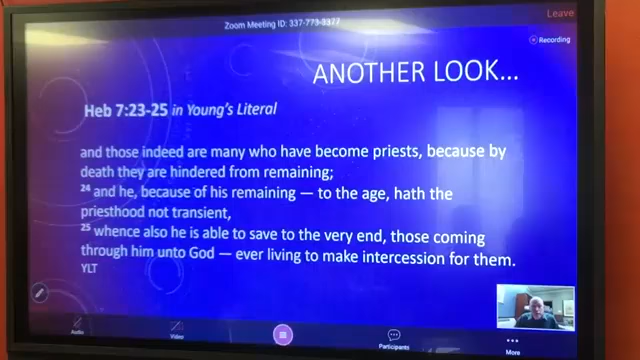 Zoom Meeting ID: 337-773-3377
Leave
Recording
ANOTHER LOOK...
Heb 7:23-25 in Young's Literal
and those indeed are many who have become priests, because by
death they are hindered from remaining;
24 and he, because of his remaining — to the age, hath the
priesthood not transient,
25 whence also he is able to save to the very end, those coming
through him unto God — ever living to make intercession for them.
YLT
Audio
Video
Participants
More